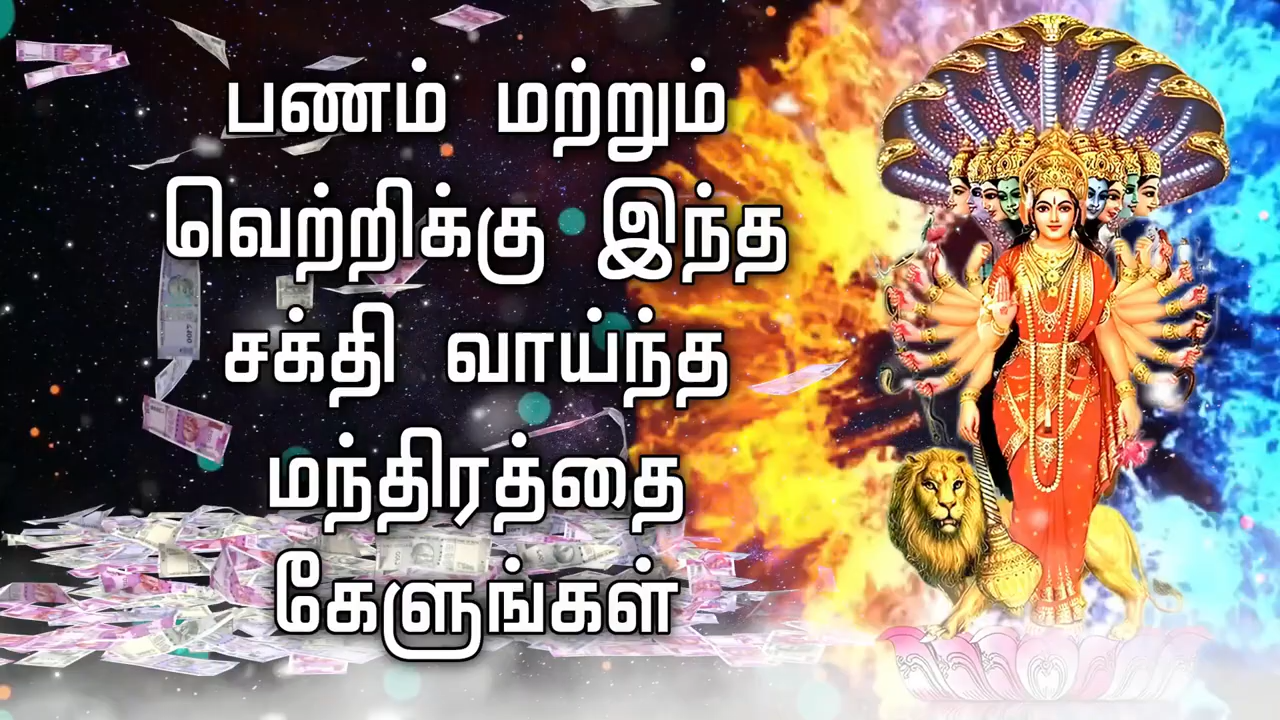 பணம் மற்றும்
வெற்றிக்கு இந்த
சக்தி வாய்ந்த
மந்திரத்தை
கேளுங்கள்